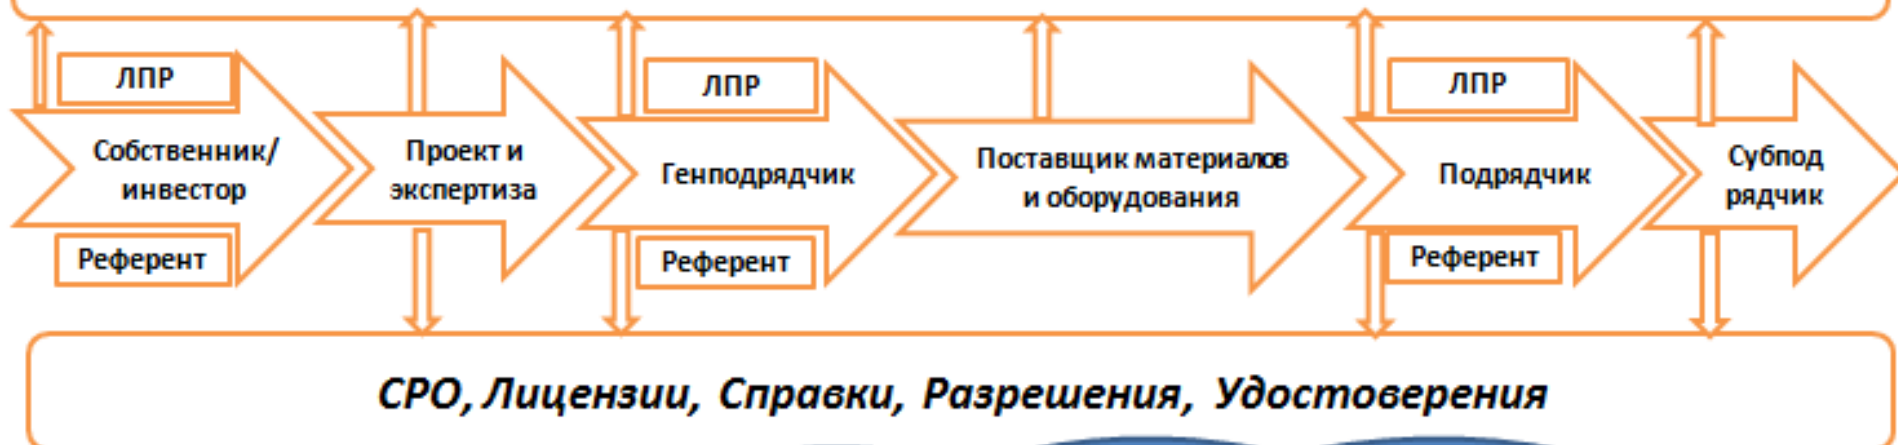 ЛПР
ЛПР
ЛПР
Собственник/
инвестор
Проект и
экспертиза
Генподрядчик
Поставщик материалов
и оборудования
Подрядчик
Субпод
рядчик
Референт
Референт
Референт
СРО, Лицензии, Справки, Разрешения, Удостоверения